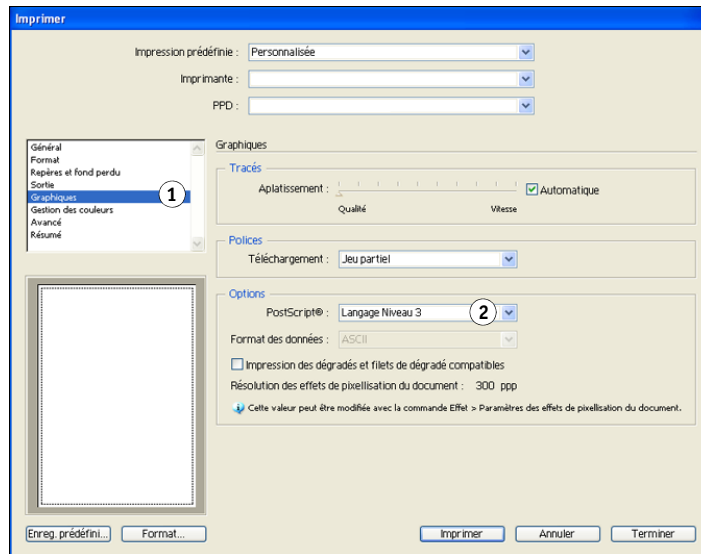 Imprimer
Impression prédéfinie : Personnalisée
Imprimante :
PPD :
Général
Format
Repères et fond perdu
Sortie
Graphiques 1
Gestion des couleurs
Avancé
Résumé
Graphiques
Tracés
Aplatissement : Automatique
Qualité Vitesse
Polices
Téléchargement : Jeu partiel
Options
PostScript® : Langage Niveau 3 2
Format des données : ASCII
Impression des dégradés et filets de dégradé compatibles
Résolution des effets de pixellisation du document : 300 ppp
Cette valeur peut être modifiée avec la commande Effet > Paramètres des effets de pixellisation du document.
Enreg. prédéfini... Format... Imprimer Annuler Terminer